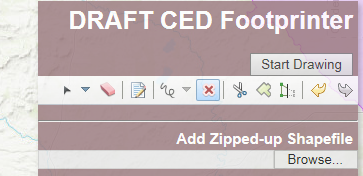 DRAFT CED Footprinter
Start Drawing
Add Zipped-up Shapefile
Browse...